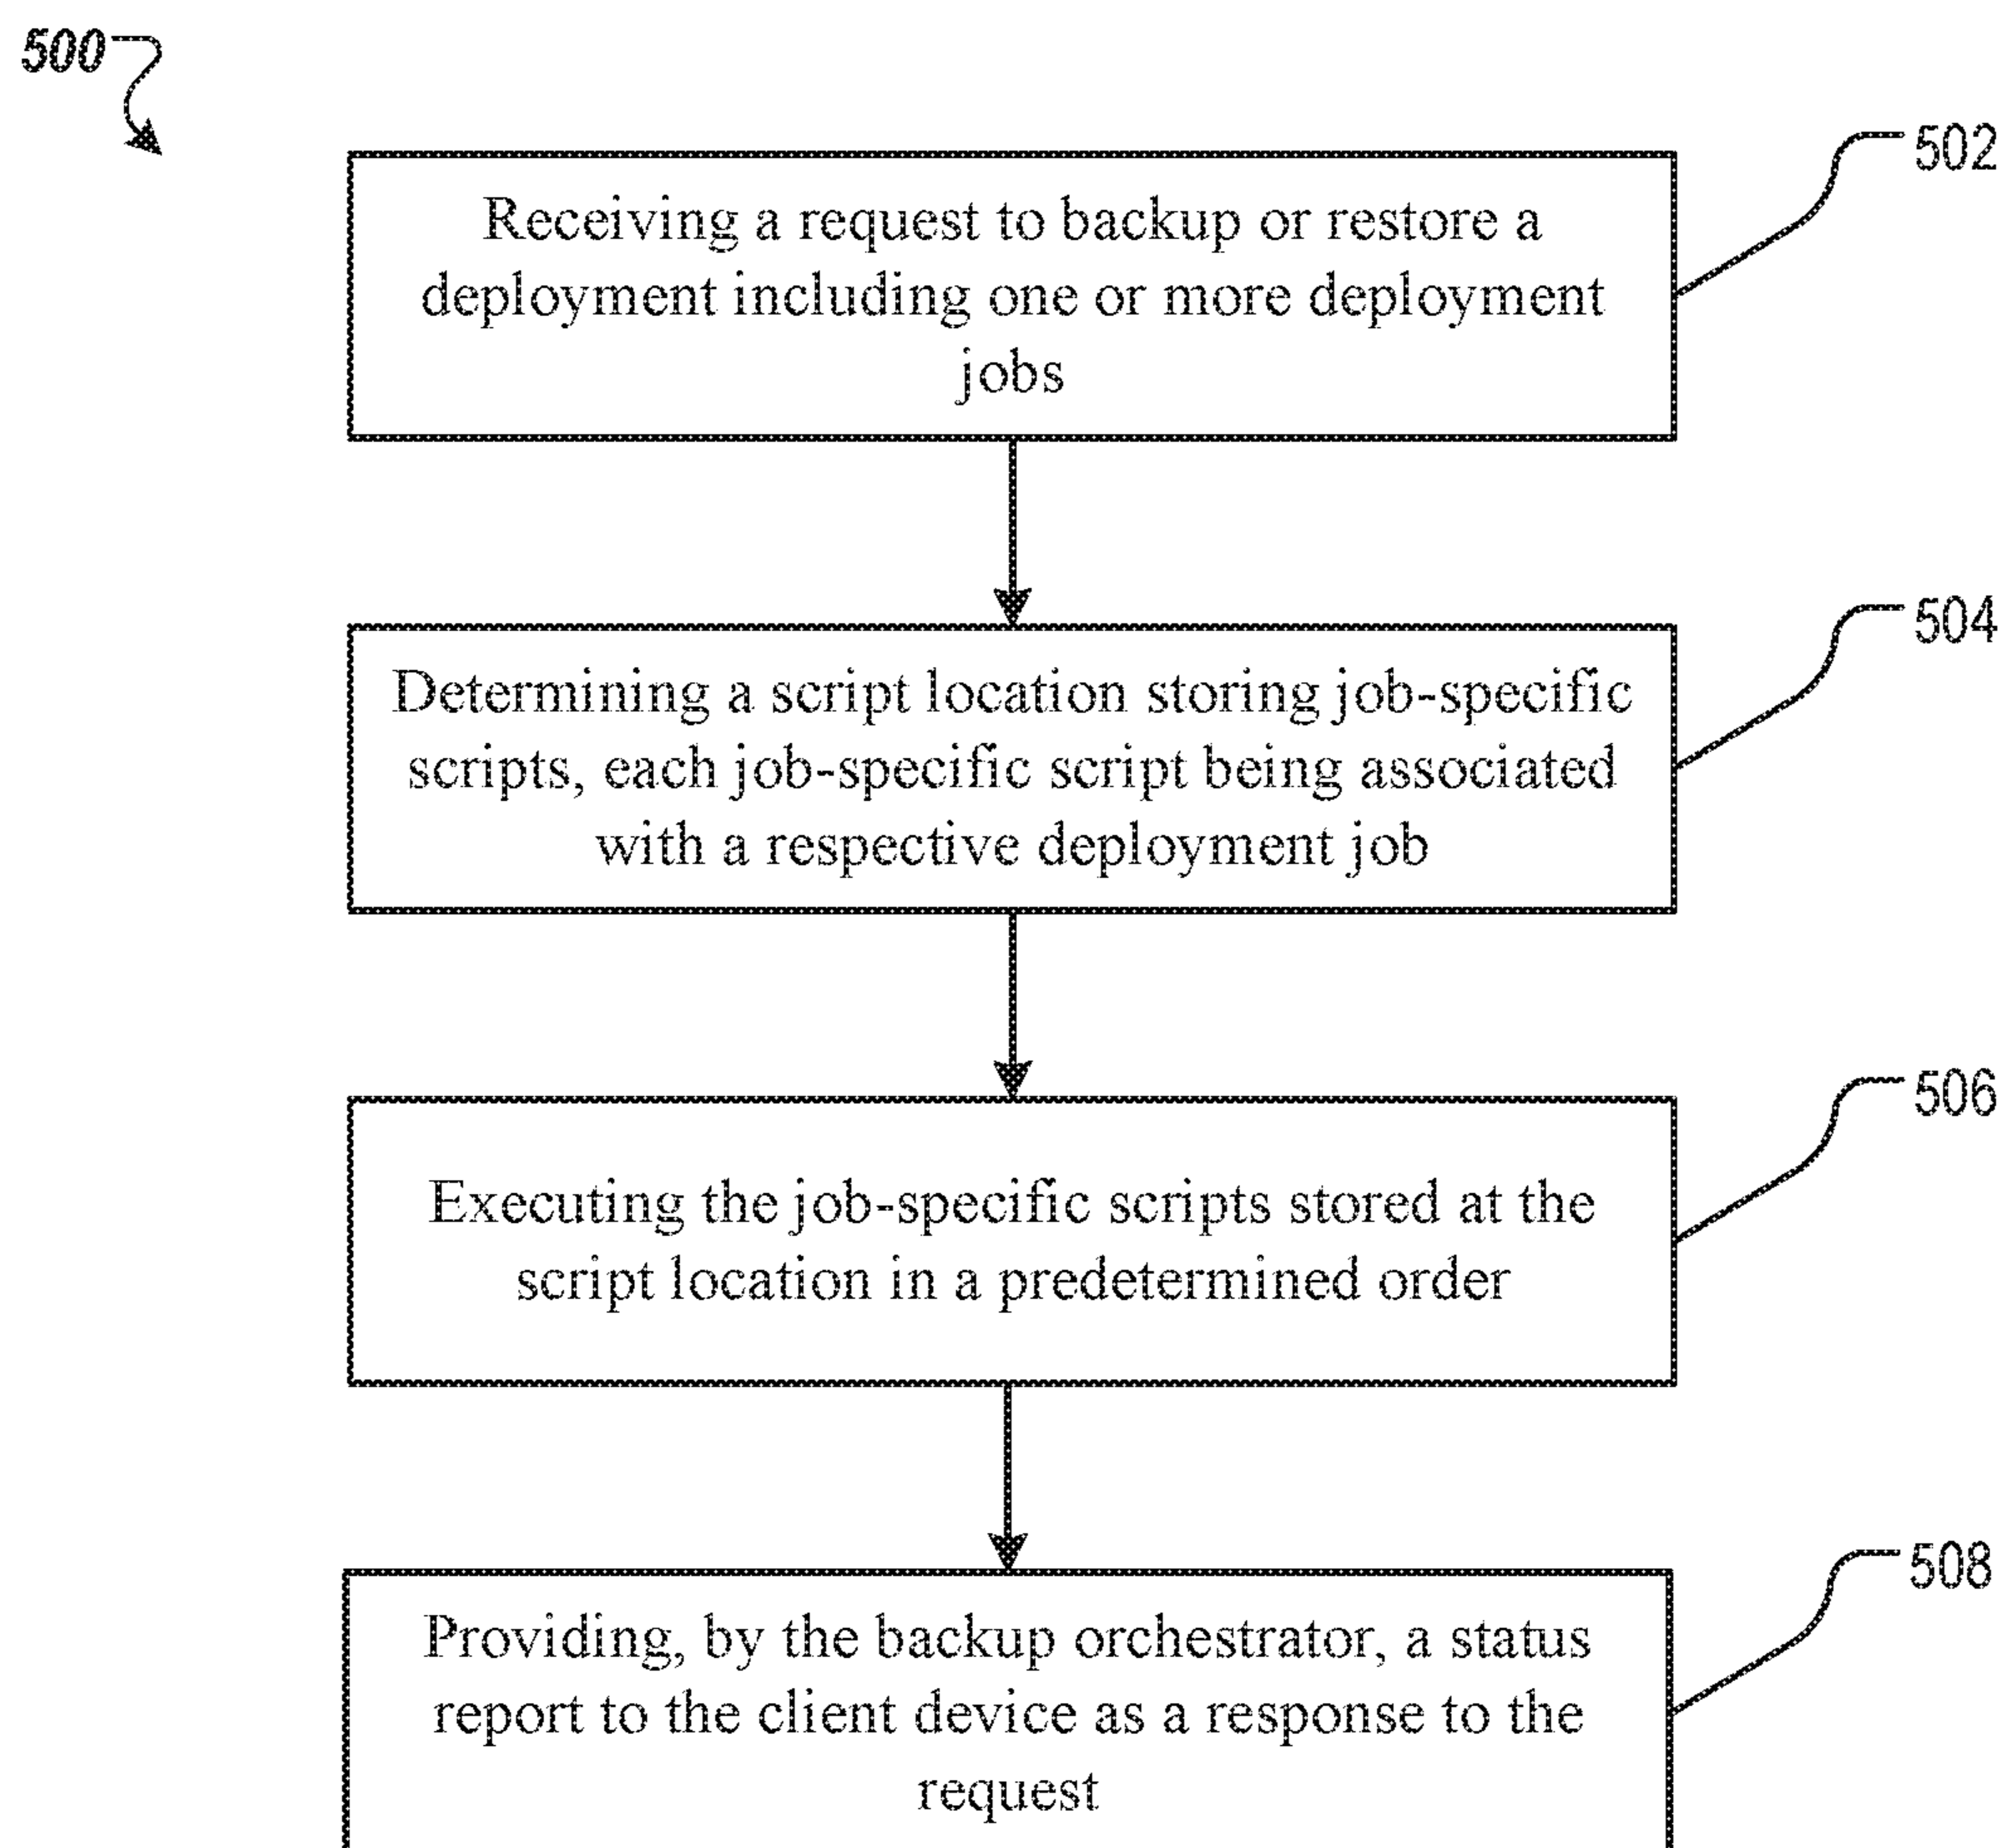 500
502
Receiving a request to backup or restore a
deployment including one or more deployment
jobs
504
Determining a script location storing job-specific
scripts, each job-specific script being associated
with a respective deployment job
506
Executing the job-specific scripts stored at the
script location in a predetermined order
508
Providing, by the backup orchestrator, a status
report to the client device as a response to the
request